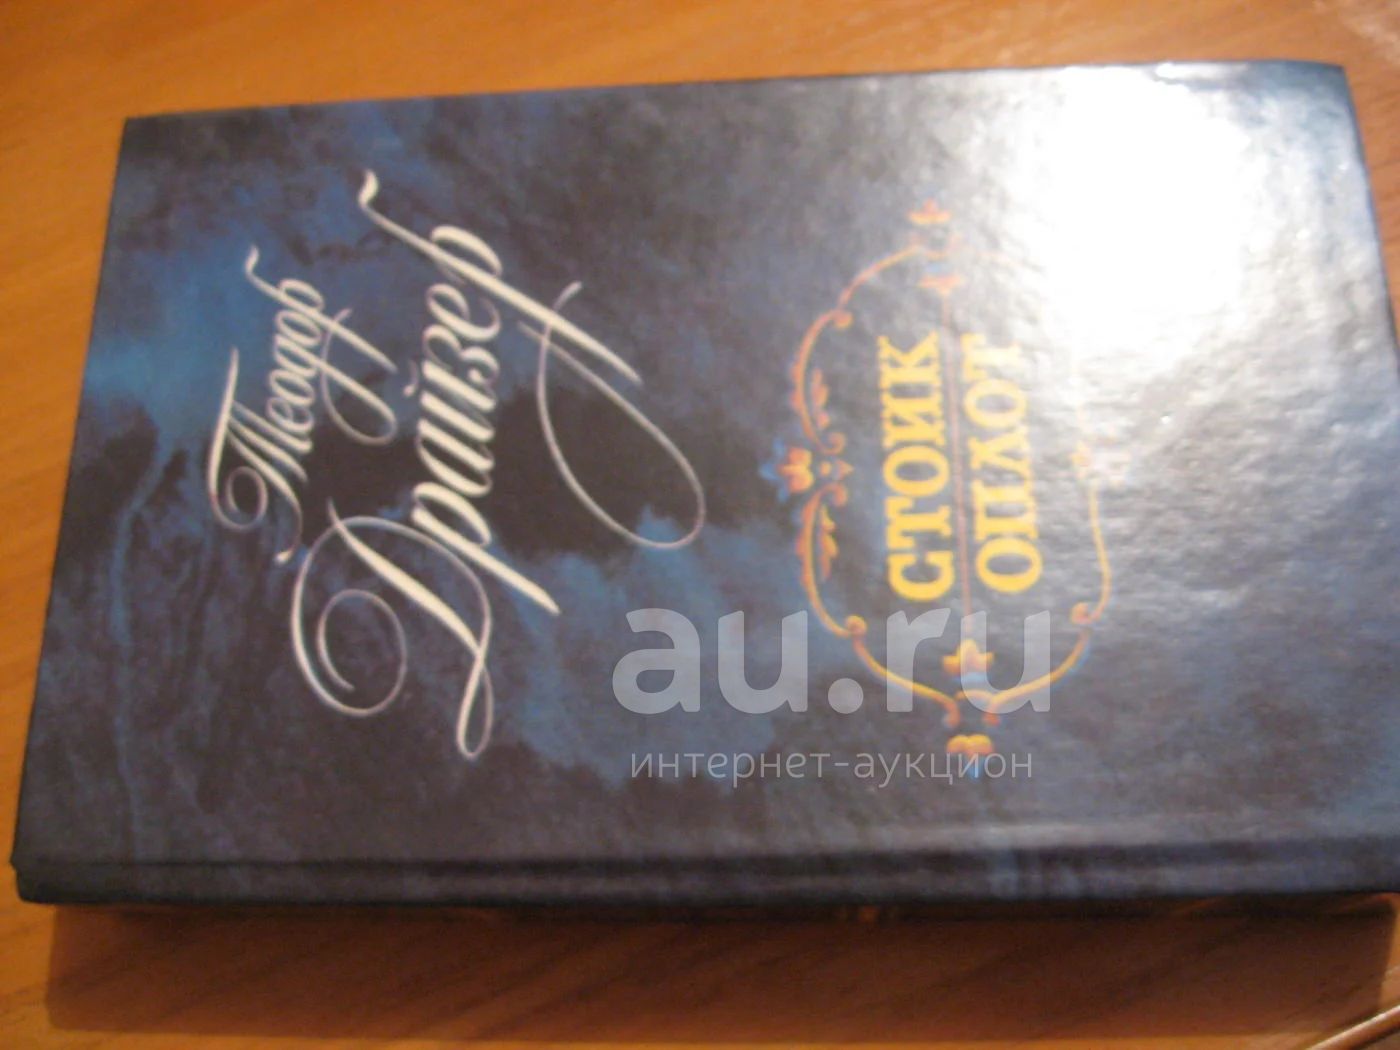 Теодор
Драйзер
СТОИК
ОПЛОТ
au.ru
интернет-аукцион